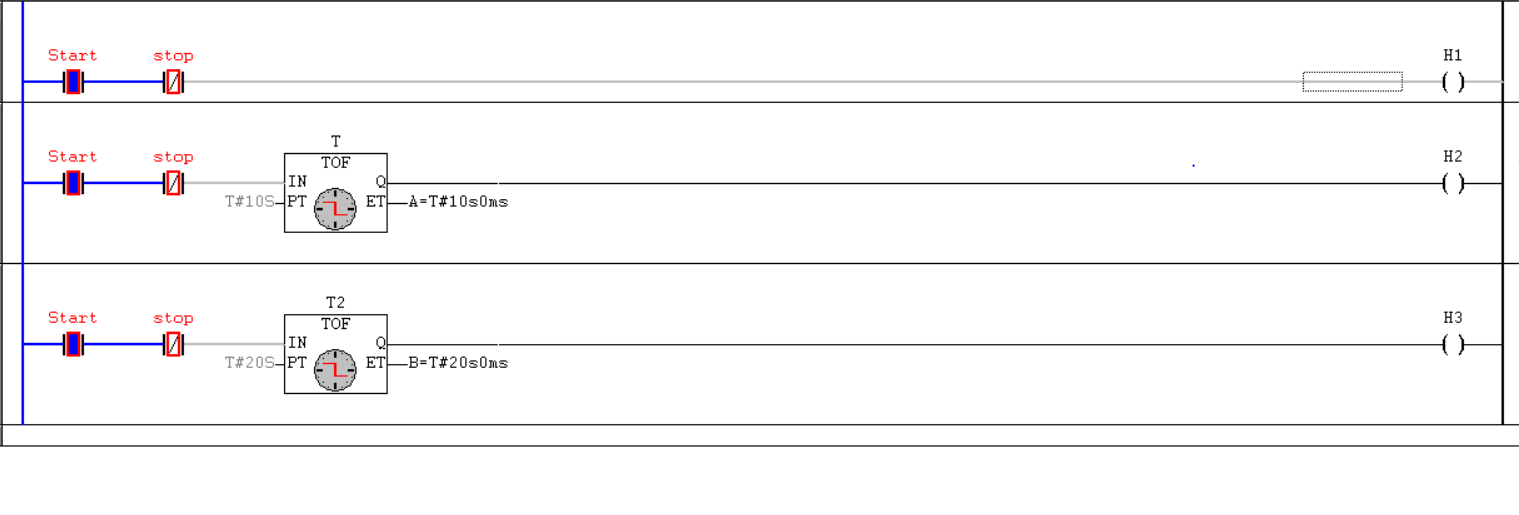 Start stop H1
( )
Start stop T H2
TOF
IN Q ( )
T#10S PT ET A=T#10s0ms
Start stop T2 H3
TOF
IN Q ( )
T#20S PT ET B=T#20s0ms